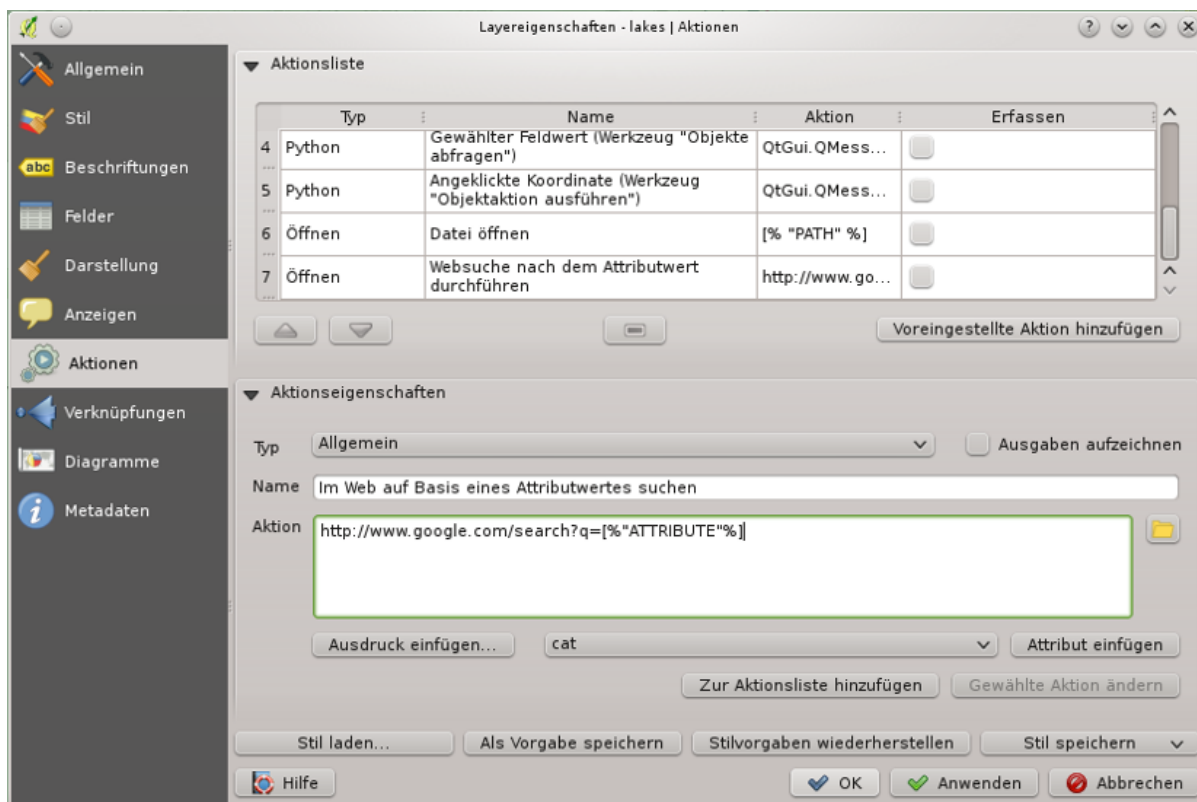 Layereigenschaften - lakes | Aktionen
Allgemein
Stil
abc Beschriftungen
Felder
Darstellung
Anzeigen
Aktionen
Verknüpfungen
Diagramme
Metadaten
Aktionsliste
Typ Name Aktion Erfassen
4 Python Gewählter Feldwert (Werkzeug "Objekte QtGui.QMess...
abfragen")
5 Python Angeklickte Koordinate (Werkzeug QtGui.QMess...
"Objektaktion ausführen")
6 Öffnen Datei öffnen [% "PATH" %]
7 Öffnen Websuche nach dem Attributwert http://www.go...
durchführen
Voreingestellte Aktion hinzufügen
Aktionseigenschaften
Typ Allgemein Ausgaben aufzeichnen
Name Im Web auf Basis eines Attributwertes suchen
Aktion http://www.google.com/search?q=[%"ATTRIBUTE"%]
Ausdruck einfügen... cat Attribut einfügen
Zur Aktionsliste hinzufügen Gewählte Aktion ändern
Stil laden... Als Vorgabe speichern Stilvorgaben wiederherstellen Stil speichern
Hilfe OK Anwenden Abbrechen